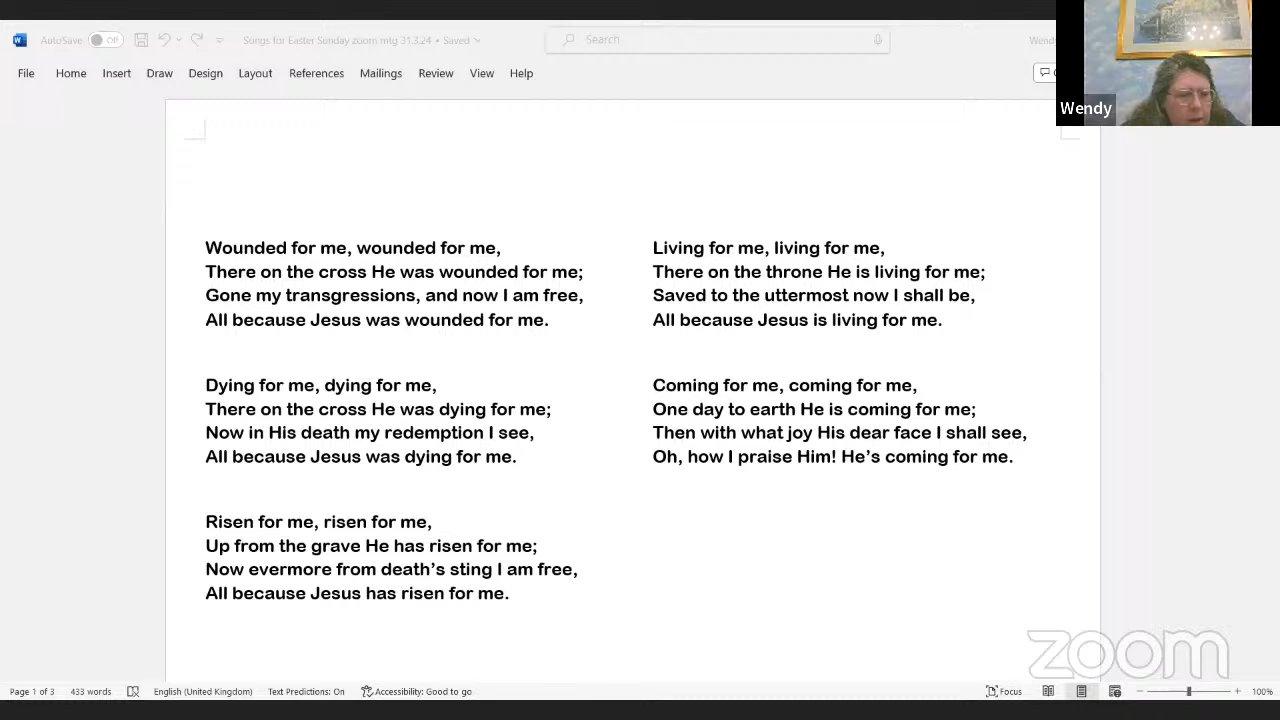 AutoSave
Off
Songs for Easter Sunday zoom mtg 31.3.24 • Saved
Search
Wendy
File
Home
Insert
Draw
Design
Layout
References
Mailings
Review
View
Help
Wounded for me, wounded for me,
There on the cross He was wounded for me;
Gone my transgressions, and now I am free,
All because Jesus was wounded for me.
Dying for me, dying for me,
There on the cross He was dying for me;
Now in His death my redemption I see,
All because Jesus was dying for me.
Risen for me, risen for me,
Up from the grave He has risen for me;
Now evermore from death’s sting I am free,
All because Jesus has risen for me.
Living for me, living for me,
There on the throne He is living for me;
Saved to the uttermost now I shall be,
All because Jesus is living for me.
Coming for me, coming for me,
One day to earth He is coming for me;
Then with what joy His dear face I shall see,
Oh, how I praise Him! He’s coming for me.
zoom
Page 1 of 3
433 words
English (United Kingdom)
Text Predictions: On
Accessibility: Good to go
Focus
100%